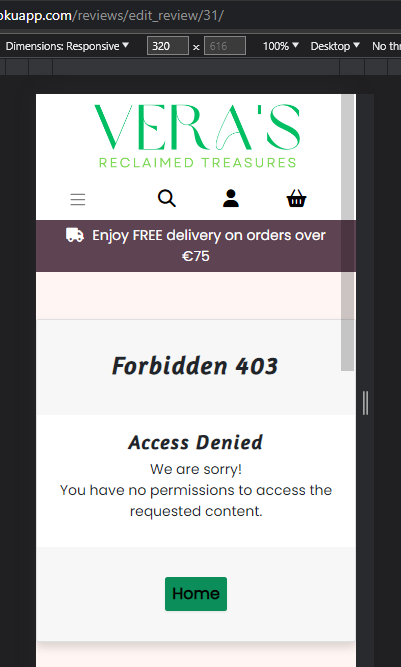 okuapp.com/reviews/edit_review/31/
Dimensions: Responsive ▼ 320 × 616 100% ▼ Desktop ▼ No thr
VERA'S
RECLAIMED TREASURES
Enjoy FREE delivery on orders over
€75
Forbidden 403
Access Denied
We are sorry!
You have no permissions to access the
requested content.
Home